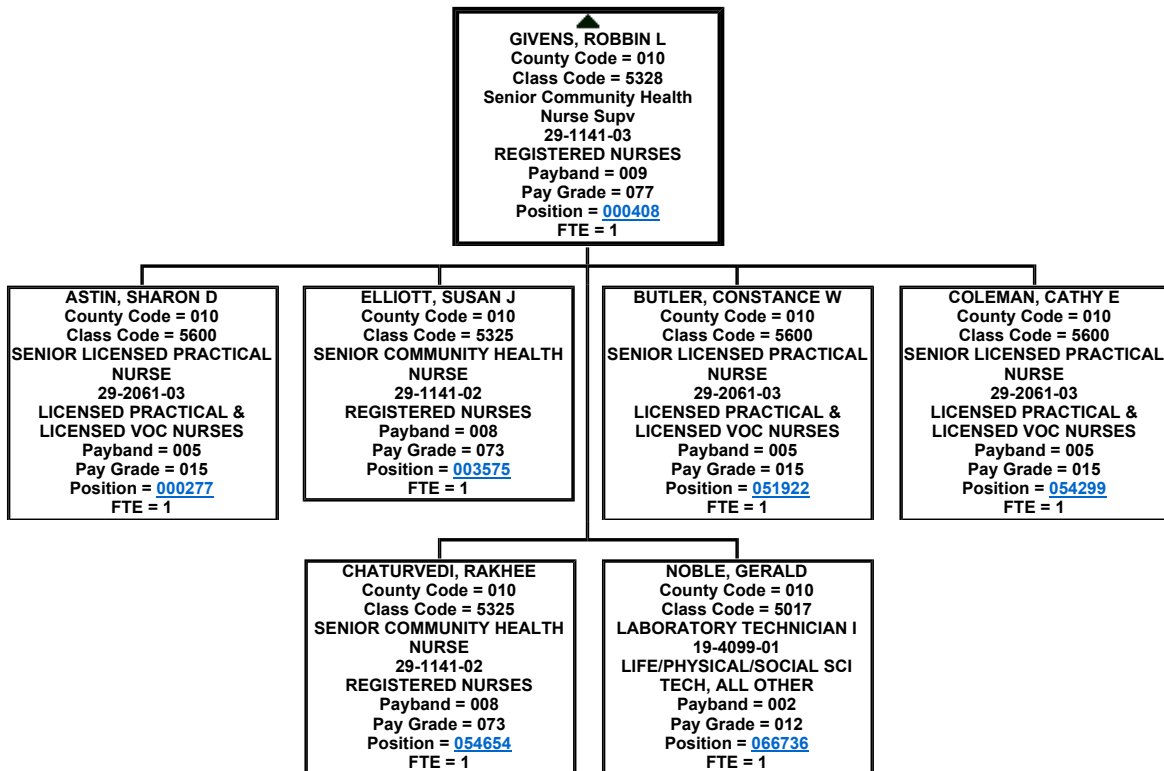 GIVENS, ROBBIN L
County Code = 010
Class Code = 5328
Senior Community Health
Nurse Supv
29-1141-03
REGISTERED NURSES
Payband = 009
Pay Grade = 077
Position = 000408
FTE = 1
ASTIN, SHARON D
County Code = 010
Class Code = 5600
SENIOR LICENSED PRACTICAL
NURSE
29-2061-03
LICENSED PRACTICAL &
LICENSED VOC NURSES
Payband = 005
Pay Grade = 015
Position = 000277
FTE = 1
ELLIOTT, SUSAN J
County Code = 010
Class Code = 5325
SENIOR COMMUNITY HEALTH
NURSE
29-1141-02
REGISTERED NURSES
Payband = 008
Pay Grade = 073
Position = 003575
FTE = 1
BUTLER, CONSTANCE W
County Code = 010
Class Code = 5600
SENIOR LICENSED PRACTICAL
NURSE
29-2061-03
LICENSED PRACTICAL &
LICENSED VOC NURSES
Payband = 005
Pay Grade = 015
Position = 051922
FTE = 1
COLEMAN, CATHY E
County Code = 010
Class Code = 5600
SENIOR LICENSED PRACTICAL
NURSE
29-2061-03
LICENSED PRACTICAL &
LICENSED VOC NURSES
Payband = 005
Pay Grade = 015
Position = 054299
FTE = 1
CHATURVEDI, RAKHEE
County Code = 010
Class Code = 5325
SENIOR COMMUNITY HEALTH
NURSE
29-1141-02
REGISTERED NURSES
Payband = 008
Pay Grade = 073
Position = 054654
FTE = 1
NOBLE, GERALD
County Code = 010
Class Code = 5017
LABORATORY TECHNICIAN I
19-4099-01
LIFE/PHYSICAL/SOCIAL SCI
TECH, ALL OTHER
Payband = 002
Pay Grade = 012
Position = 066736
FTE = 1